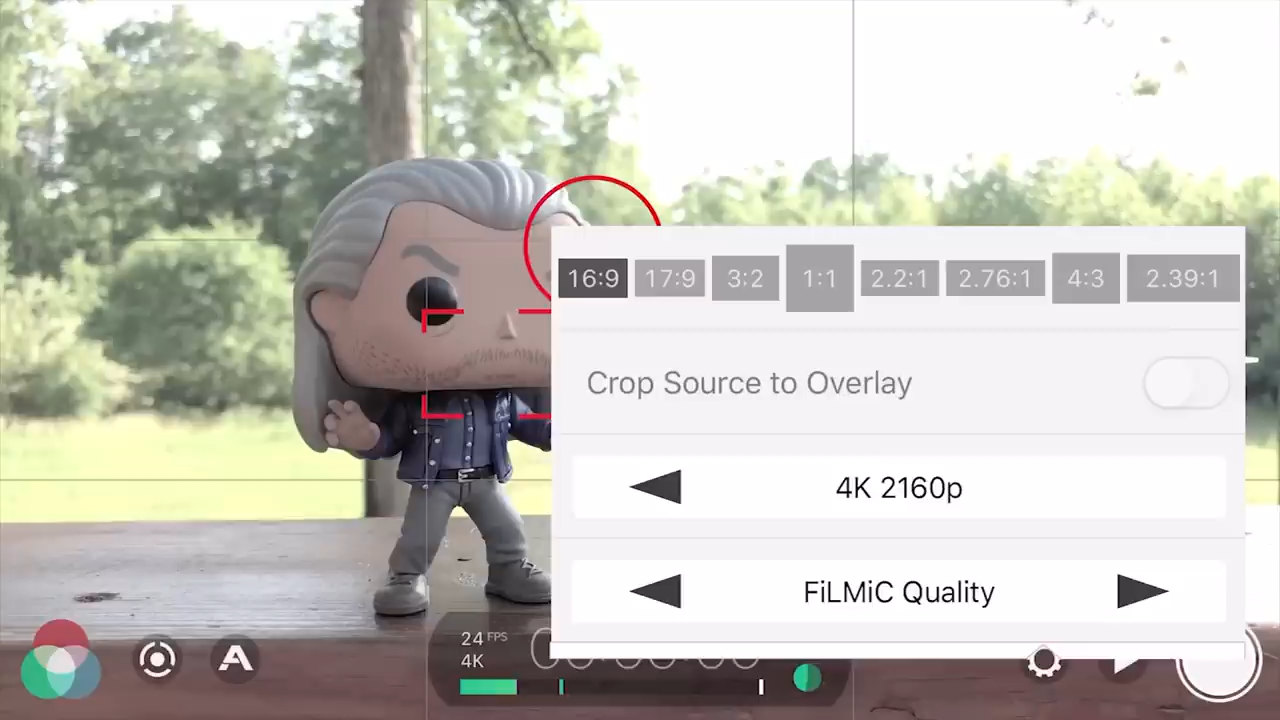 16:9 17:9 3:2 1:1 2.2:1 2.76:1 4:3 2.39:1
Crop Source to Overlay
4K 2160p
FiLMiC Quality
24 FPS
4K
A